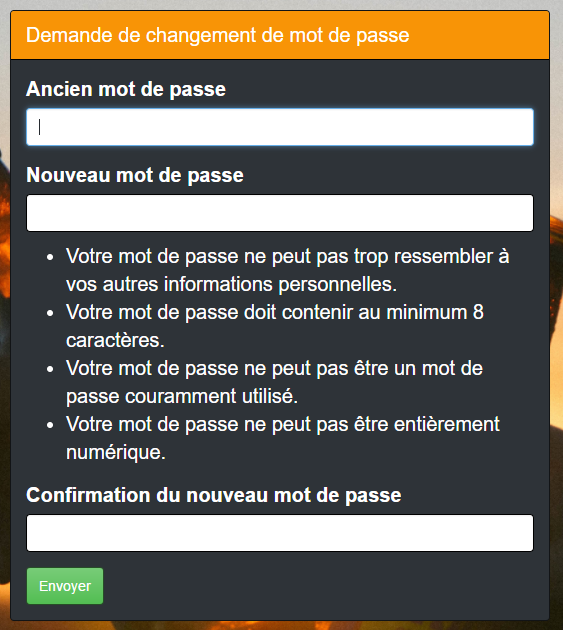 Demande de changement de mot de passe
Ancien mot de passe
Nouveau mot de passe
• Votre mot de passe ne peut pas trop ressembler à
vos autres informations personnelles.
• Votre mot de passe doit contenir au minimum 8
caractères.
• Votre mot de passe ne peut pas être un mot de
passe couramment utilisé.
• Votre mot de passe ne peut pas être entièrement
numérique.
Confirmation du nouveau mot de passe
Envoyer